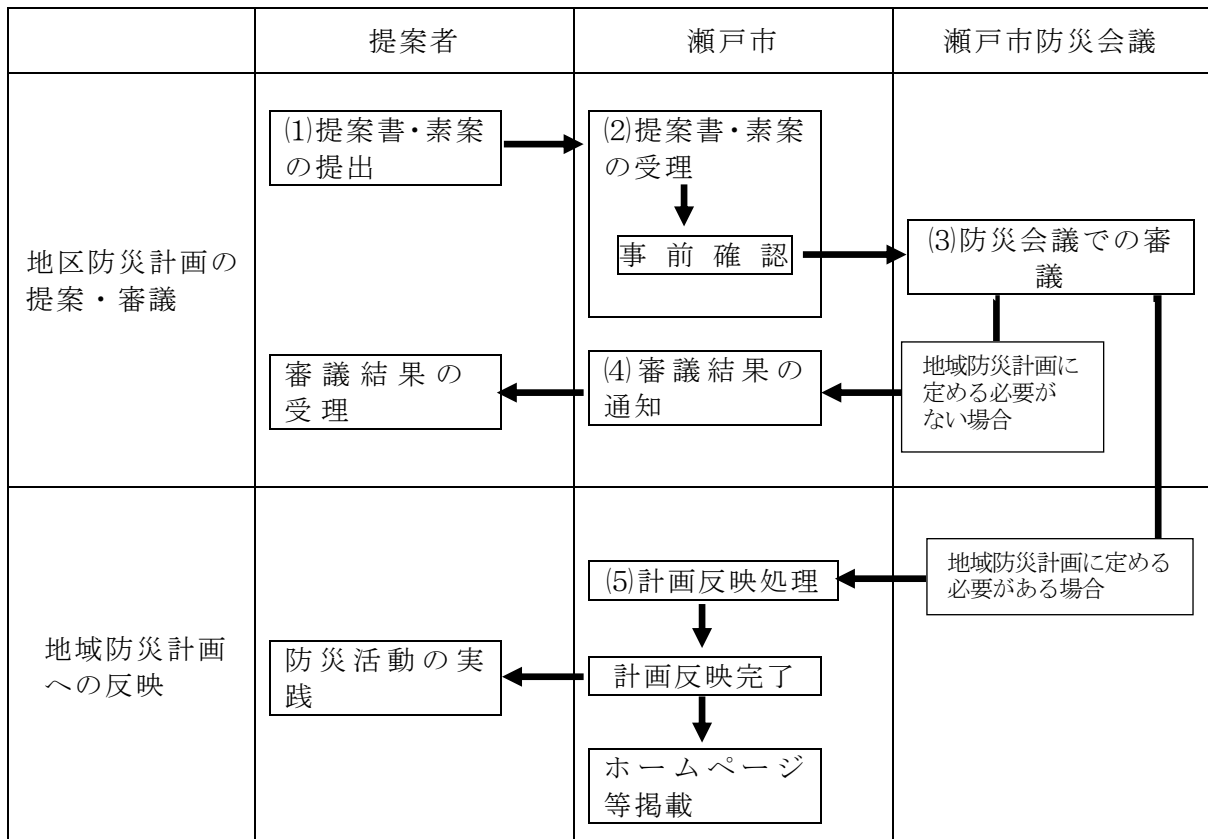 提案者
瀬戸市
瀬戸市防災会議
地区防災計画の
提案・審議
⑴提案書・素案
の提出
⑵提案書・素案
の受理
事前確認
⑶防災会議での審
議
地域防災計画に
定める必要が
ない場合
⑷審議結果の
通知
審議結果の
受理
地域防災計画
への反映
地域防災計画に定める
必要がある場合
⑸計画反映処理
計画反映完了
防災活動の実
践
ホームページ
等掲載